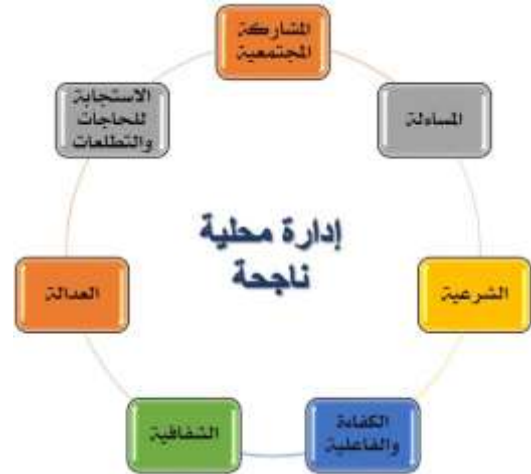 المشاركة
المجتمعية
المساءلة
الشرعية
الكفاءة
والفاعلية
الشفافية
العدالة
الاستجابة
للحاجات
والتطلعات
إدارة محلية
ناجحة